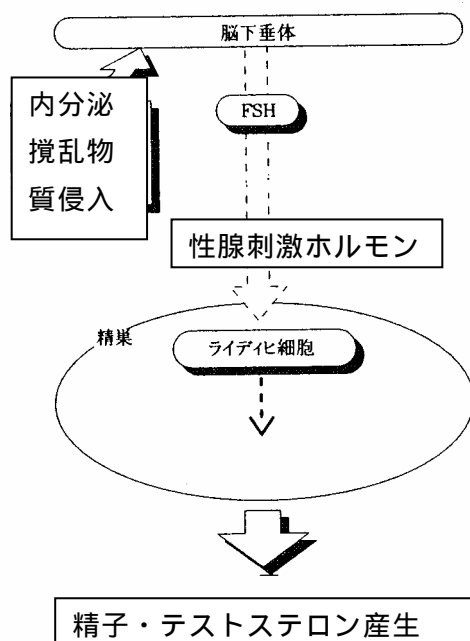 脳下垂体
内分泌
撹乱物
質侵入
FSH
性腺刺激ホルモン
精巣
ライディヒ細胞
精子・テストステロン産生